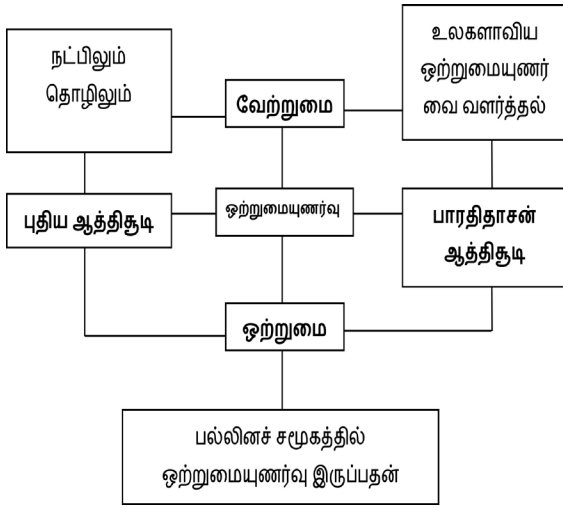 நட்பிலும்
தொழிலும்
வேற்றுமை
உலகளாவிய
ஒற்றுமையுணர்
வை வளர்த்தல்
புதிய ஆத்திசூடி
ஒற்றுமையுணர்வு
பாரதிதாசன்
ஆத்திசூடி
ஒற்றுமை
பல்லினச் சமூகத்தில்
ஒற்றுமையுணர்வு இருப்பதன்